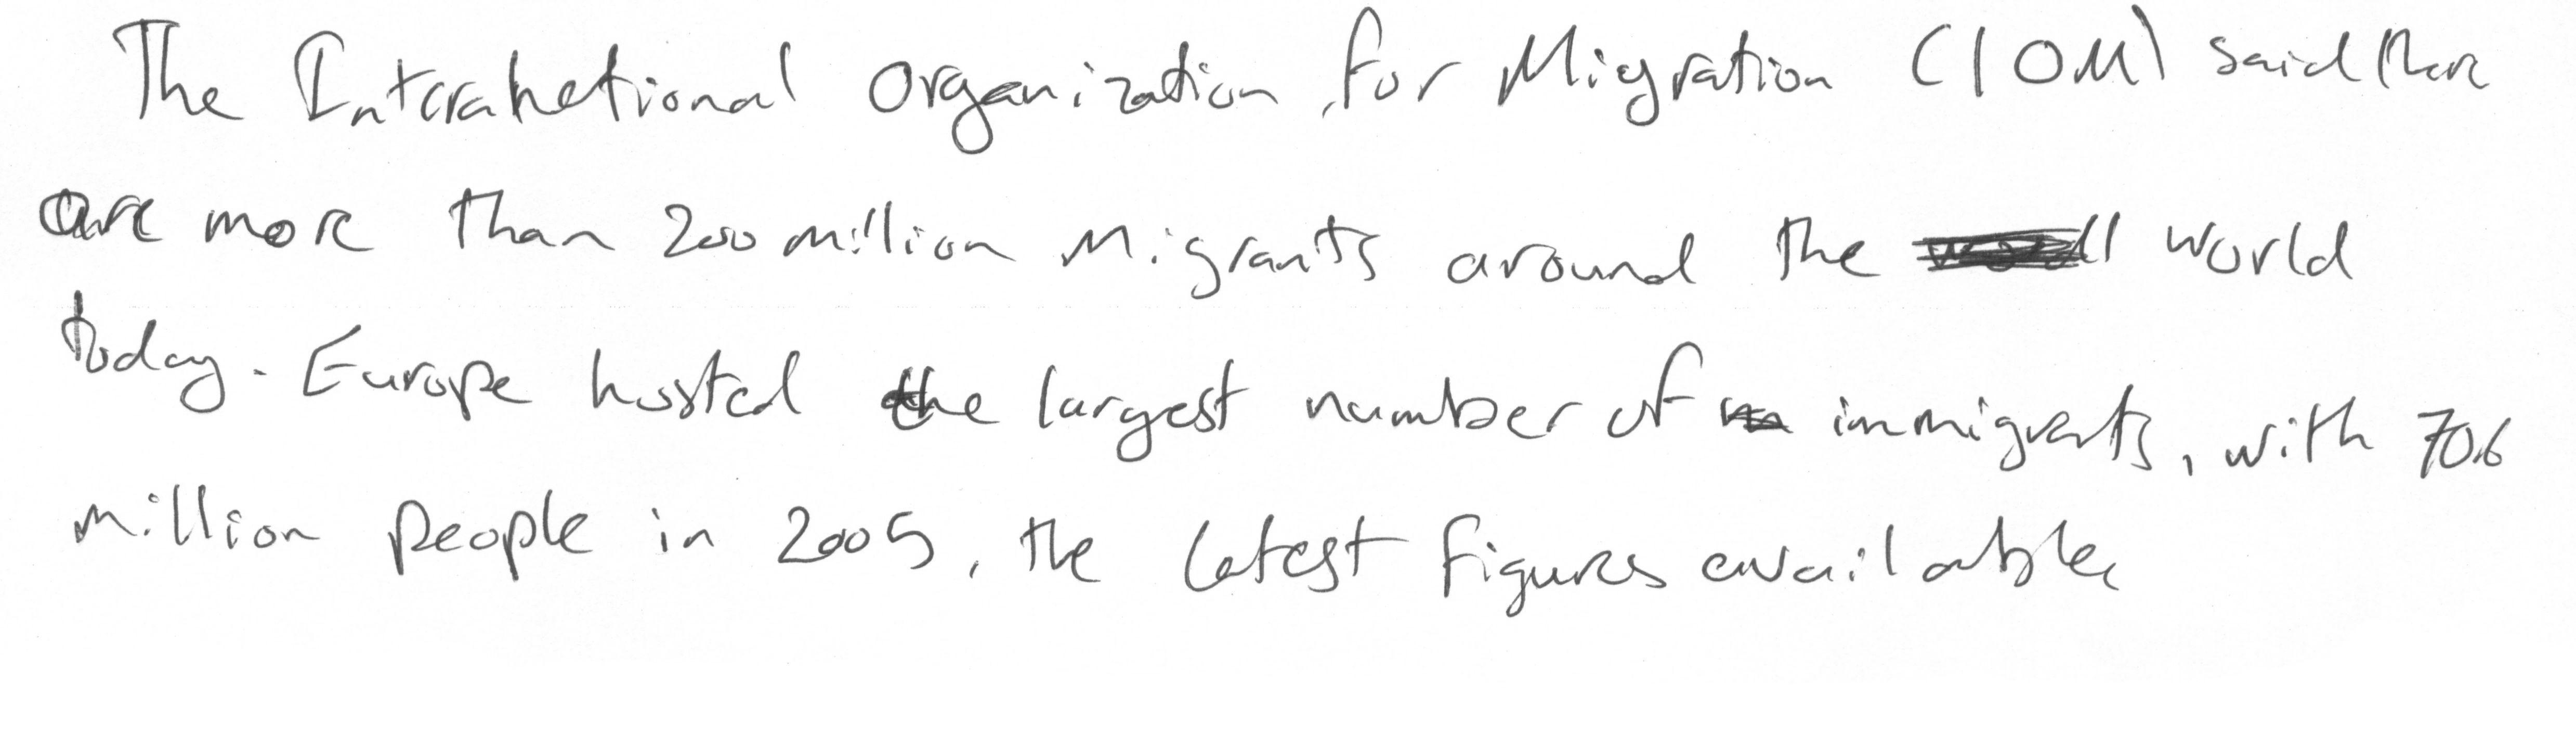 The Internahetional Organization for Migration (IOM) said there
are more than 200 million Migrants around the world
today. Europe hosted the largest number of immigrants, with 70.6
million people in 2005, the latest figures available